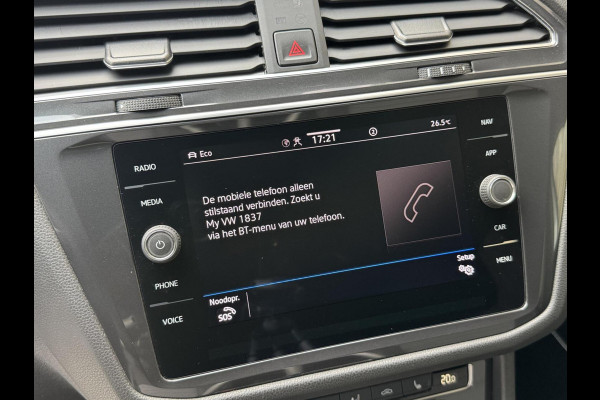 RADIO
MEDIA
PHONE
VOICE
NAV
APP
CAR
MENU
Eco
17:21
26.5°C
De mobiele telefoon alleen
stilstaand verbinden. Zoekt u
My VW 1837
via het BT-menu van uw telefoon.
Setup
Noodopr.
SOS
20.0